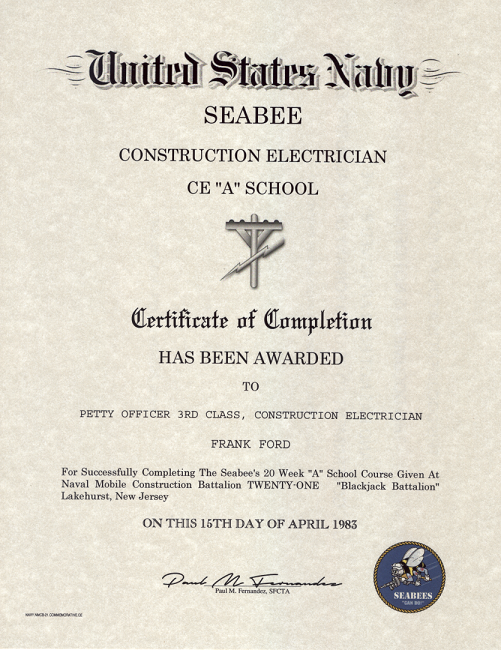 United States Navy
SEABEE
CONSTRUCTION ELECTRICIAN
CE "A" SCHOOL
Certificate of Completion
HAS BEEN AWARDED
TO
PETTY OFFICER 3RD CLASS, CONSTRUCTION ELECTRICIAN
FRANK FORD
For Successfully Completing The Seabee's 20 Week "A" School Course Given At
Naval Mobile Construction Battalion TWENTY-ONE "Blackjack Battalion"
Lakehurst, New Jersey
ON THIS 15TH DAY OF APRIL 1983
Paul M. Fernandez
Paul M. Fernandez, SFCTA
SEABEES
"CAN DO"